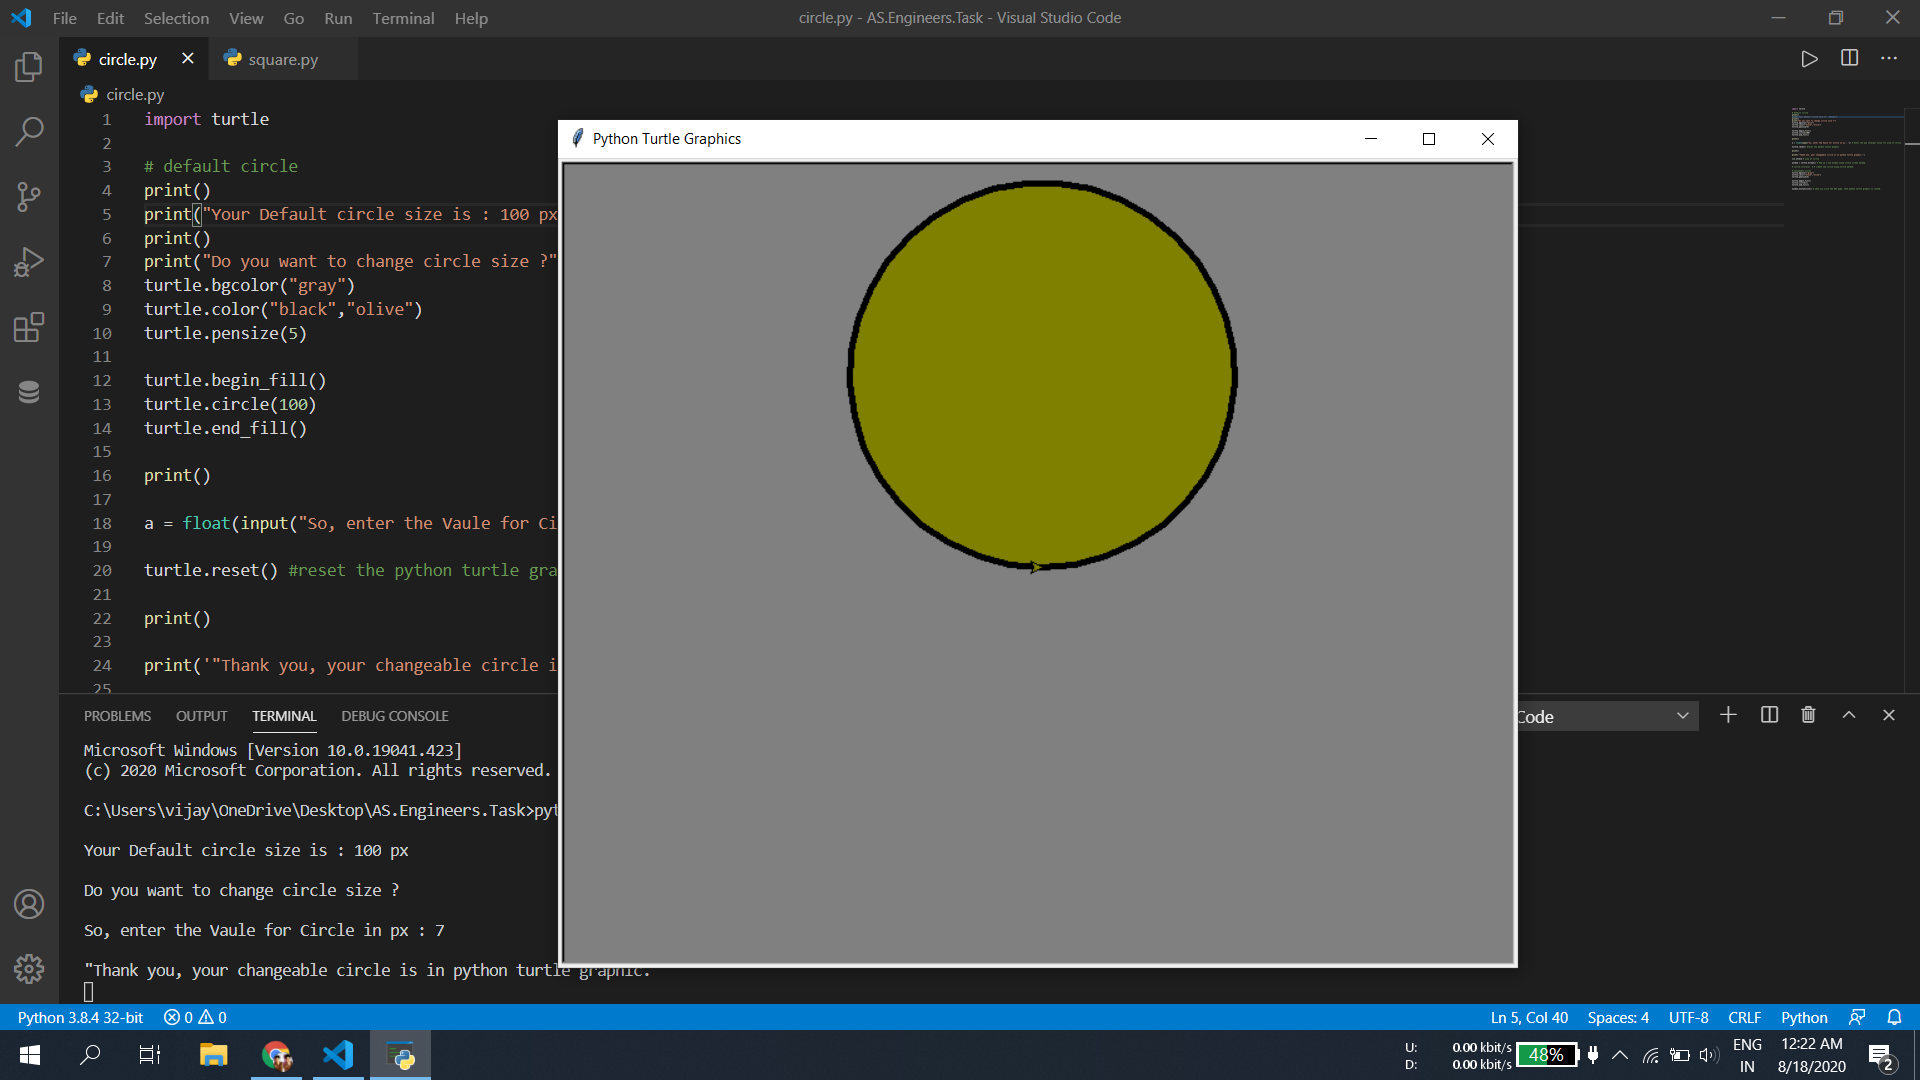 File Edit Selection View Go Run Terminal Help
circle.py - AS.Engineers.Task - Visual Studio Code
circle.py
square.py
circle.py
1 import turtle
2
3 # default circle
4 print()
5 print("Your Default circle size is : 100 px
6 print()
7 print("Do you want to change circle size ?"
8 turtle.bgcolor("gray")
9 turtle.color("black","olive")
10 turtle.pensize(5)
11
12 turtle.begin_fill()
13 turtle.circle(100)
14 turtle.end_fill()
15
16 print()
17
18 a = float(input("So, enter the Vaule for Ci
19
20 turtle.reset() #reset the python turtle gra
21
22 print()
23
24 print('"Thank you, your changeable circle i
25
Python Turtle Graphics
PROBLEMS OUTPUT TERMINAL DEBUG CONSOLE
Code
Microsoft Windows [Version 10.0.19041.423]
(c) 2020 Microsoft Corporation. All rights reserved.
C:\Users\vijay\OneDrive\Desktop\AS.Engineers.Task>pyt
Your Default circle size is : 100 px
Do you want to change circle size ?
So, enter the Vaule for Circle in px : 7
"Thank you, your changeable circle is in python turtle graphic.
Python 3.8.4 32-bit 0 0
Ln 5, Col 40 Spaces: 4 UTF-8 CRLF Python
U: 0.00 kbit/s
D: 0.00 kbit/s
48%
ENG
IN
12:22 AM
8/18/2020
2